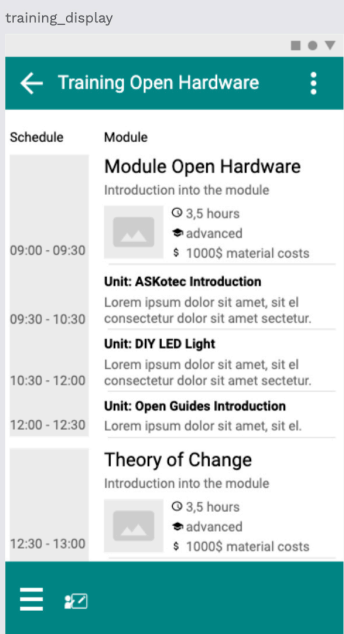 training_display
Training Open Hardware
Schedule Module
Module Open Hardware
Introduction into the module
3,5 hours
advanced
09:00 - 09:30 $ 1000$ material costs
Unit: ASKotec Introduction
Lorem ipsum dolor sit amet, sit el
09:30 - 10:30 consectetur dolor sit amet sectetur.
Unit: DIY LED Light
Lorem ipsum dolor sit amet, sit el
10:30 - 12:00 consectetur dolor sit amet sectetur.
Unit: Open Guides Introduction
12:00 - 12:30 Lorem ipsum dolor sit amet, sit el.
Theory of Change
Introduction into the module
3,5 hours
advanced
12:30 - 13:00 $ 1000$ material costs